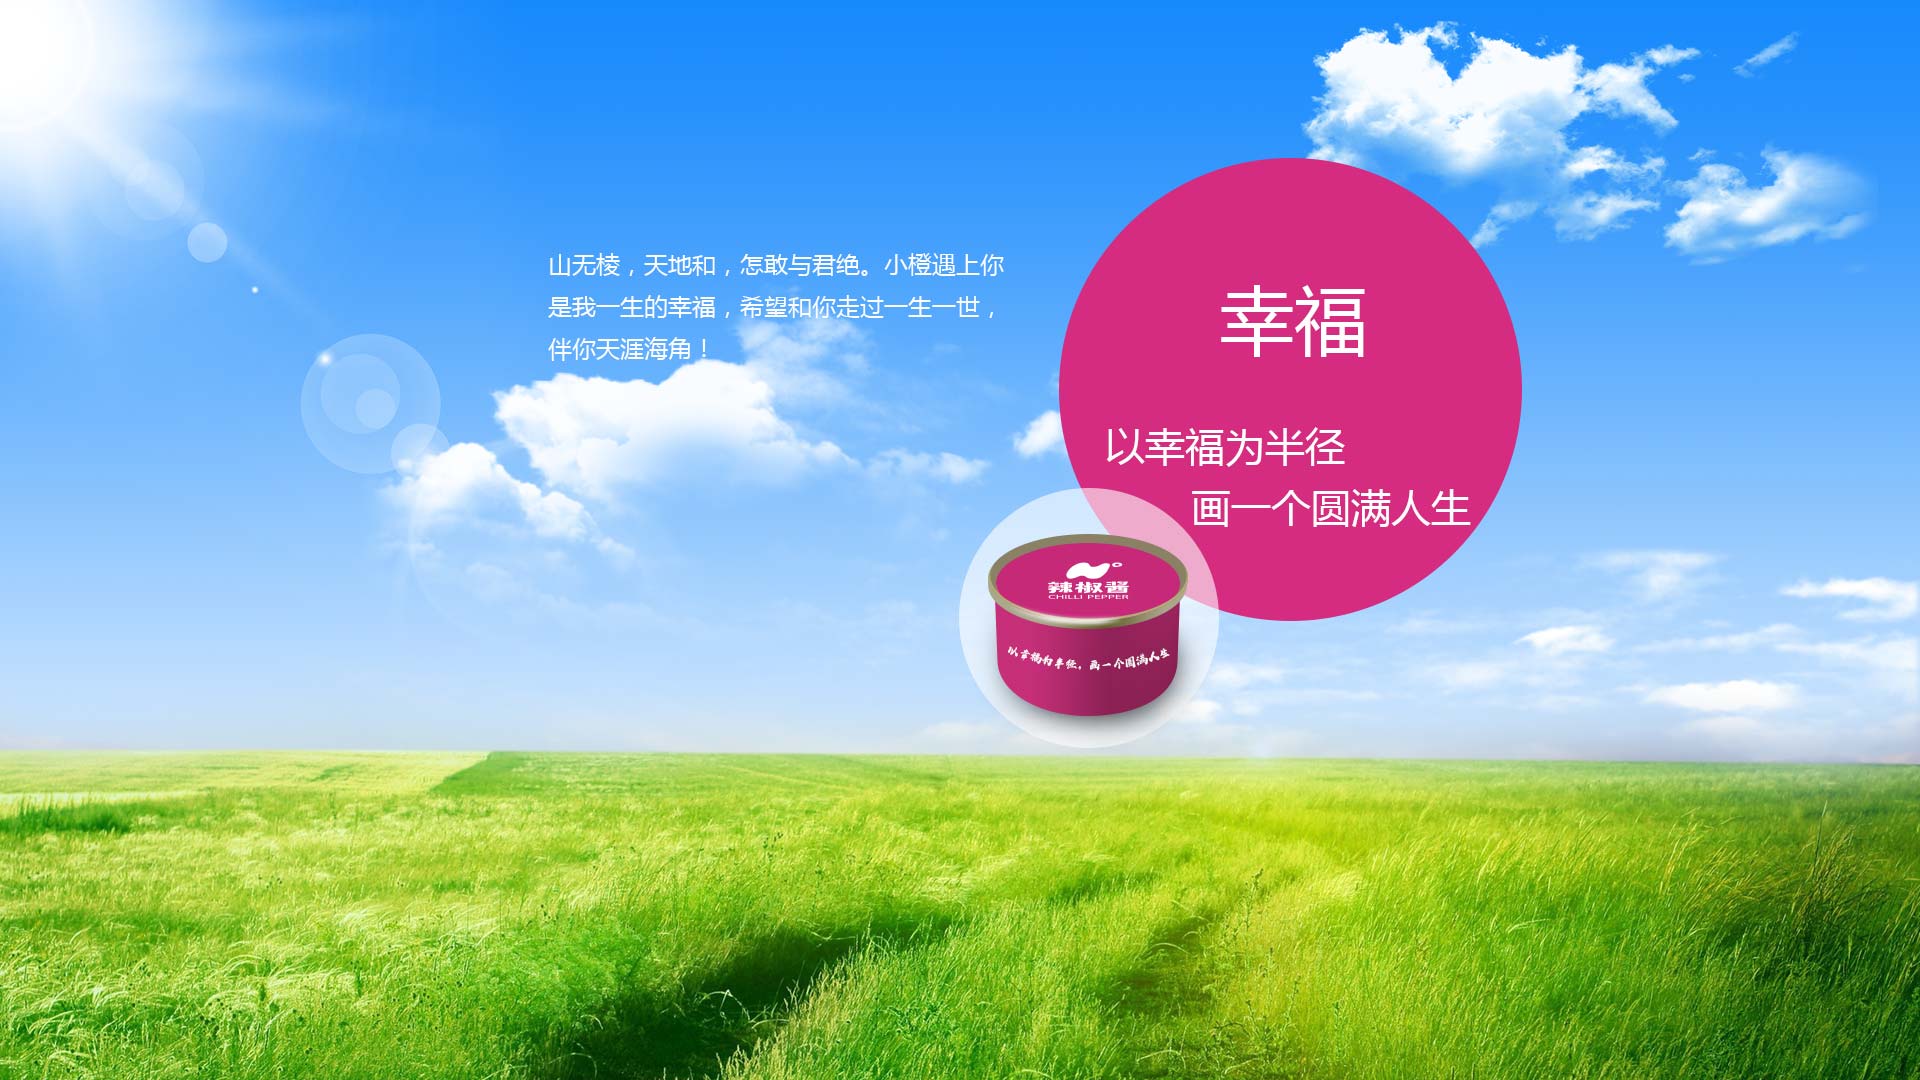 山无棱，天地和，怎敢与君绝。小橙遇上你
是我一生的幸福，希望和你走过一生一世，
伴你天涯海角！
幸福
以幸福为半径
画一个圆满人生
辣椒酱
CHILLI PEPPER
以幸福为半径，画一个圆满人生